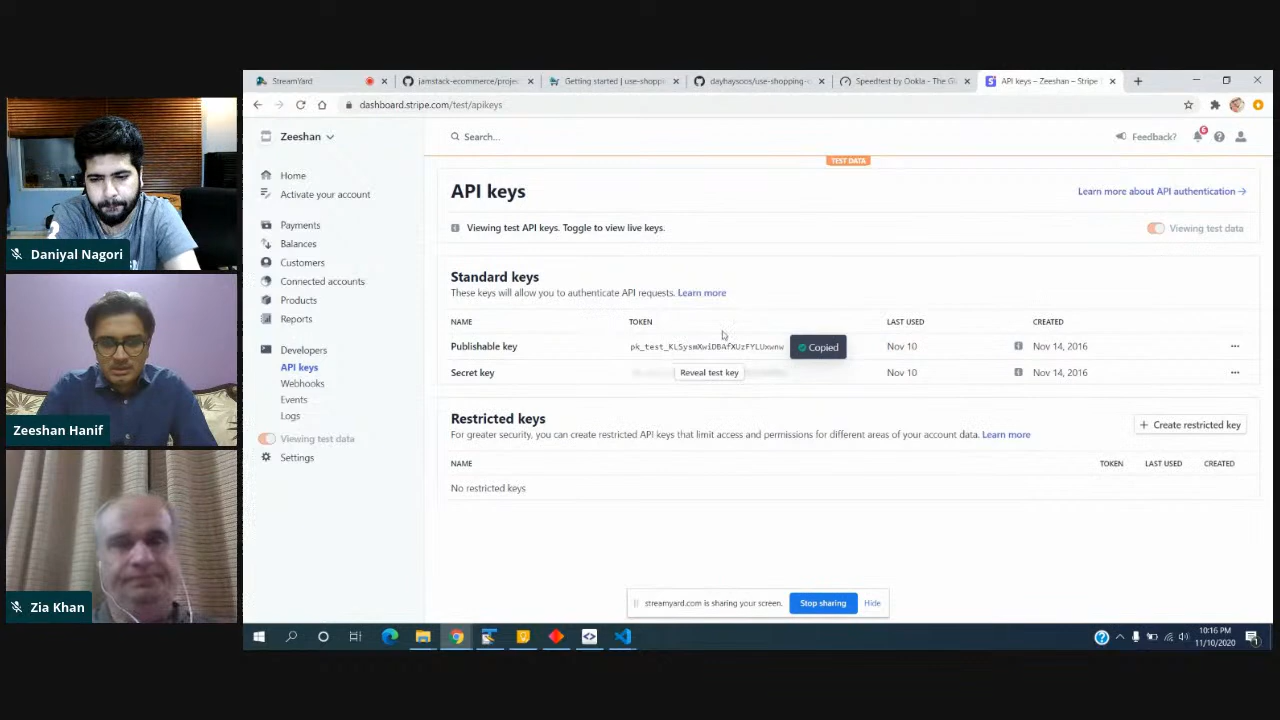 Daniyal Nagori
Zeeshan Hanif
Zia Khan
StreamYard
jamstack-ecommerce/projec
Getting started | use-shoppi
dayhaysoos/use-shopping-c
Speedtest by Ookla - The Gl
API keys – Zeeshan – Stripe
dashboard.stripe.com/test/apikeys
Zeeshan
Search...
Feedback?
6
TEST DATA
Home
Activate your account
Payments
Balances
Customers
Connected accounts
Products
Reports
Developers
API keys
Webhooks
Events
Logs
Viewing test data
Settings
API keys
Learn more about API authentication
Viewing test API keys. Toggle to view live keys.
Viewing test data
Standard keys
These keys will allow you to authenticate API requests. Learn more
NAME TOKEN LAST USED CREATED
Publishable key pk_test_KLSysmXwiDBAfXUzFYLUxwnw Copied Nov 10 Nov 14, 2016
Secret key Reveal test key Nov 10 Nov 14, 2016
Restricted keys
For greater security, you can create restricted API keys that limit access and permissions for different areas of your account data. Learn more
Create restricted key
NAME TOKEN LAST USED CREATED
No restricted keys
streamyard.com is sharing your screen. Stop sharing Hide
10:16 PM
11/10/2020